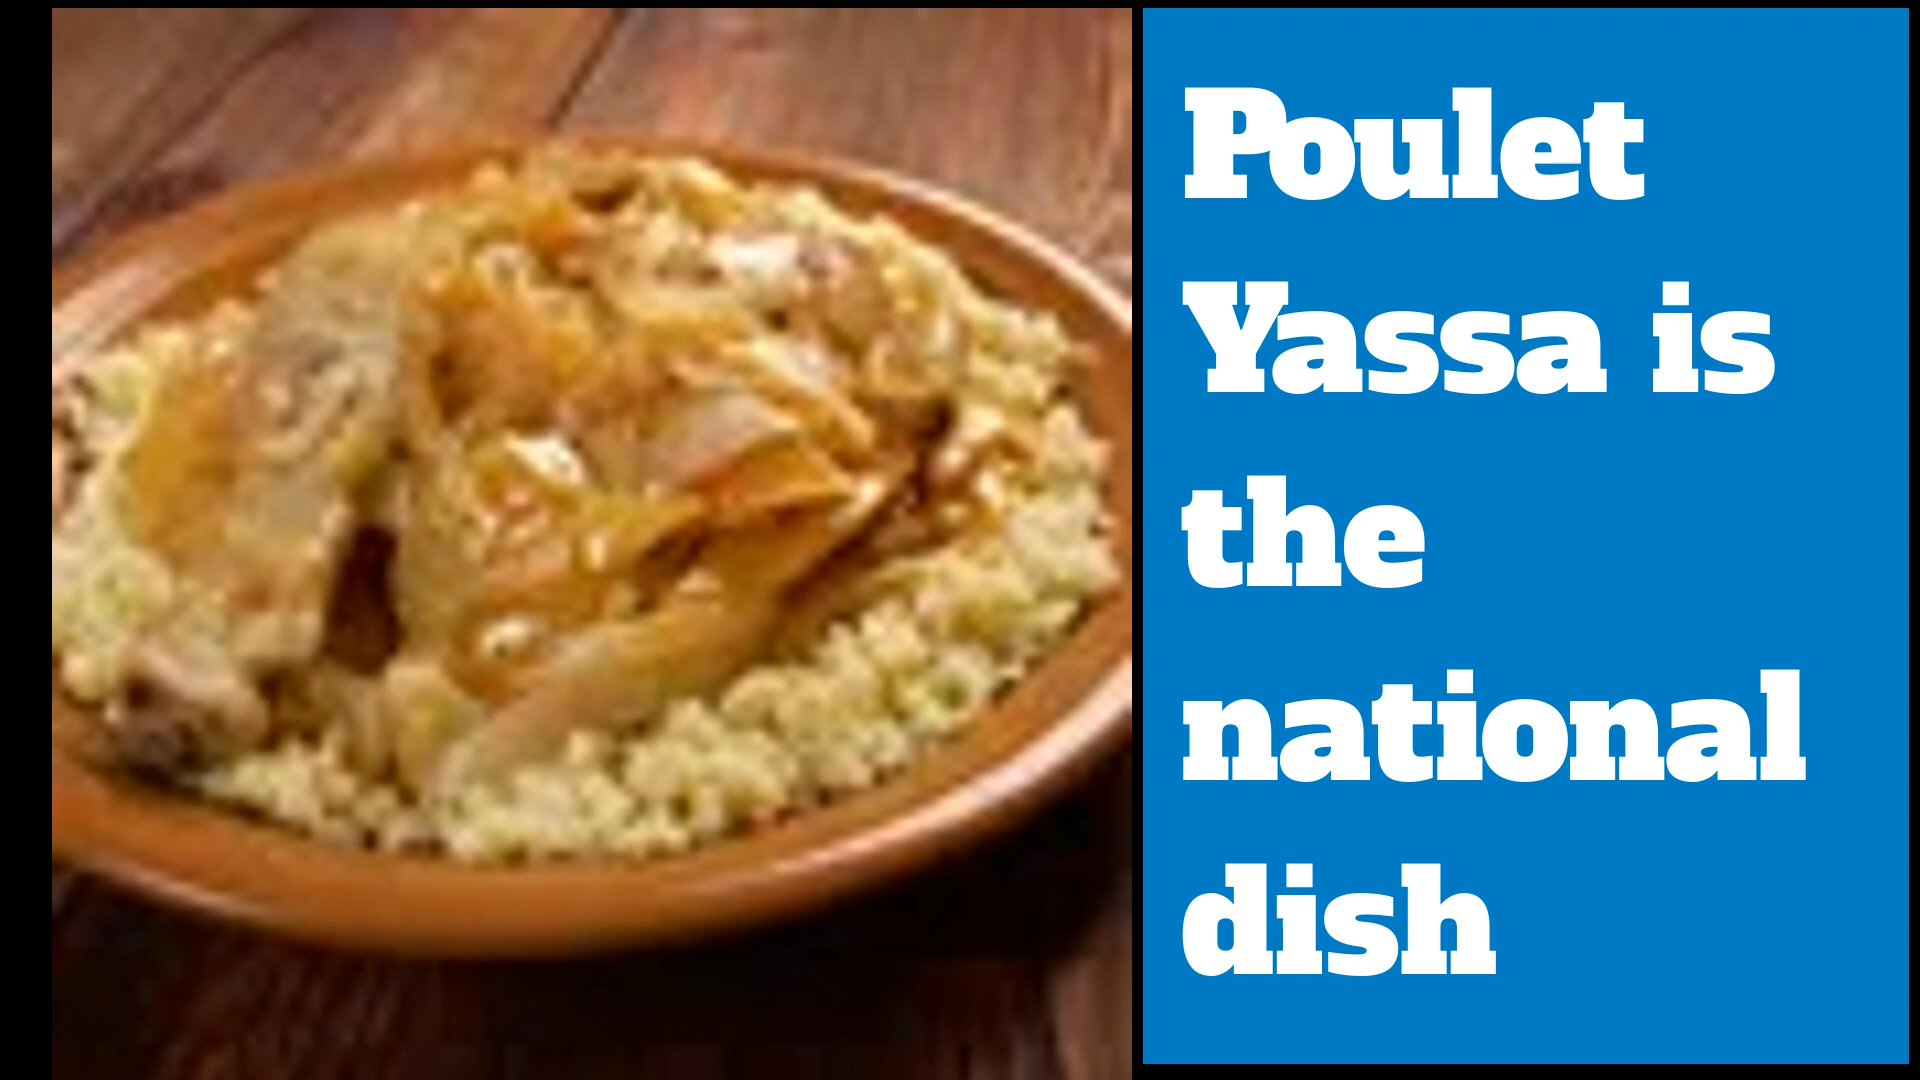 Poulet
Yassa is
the
national
dish